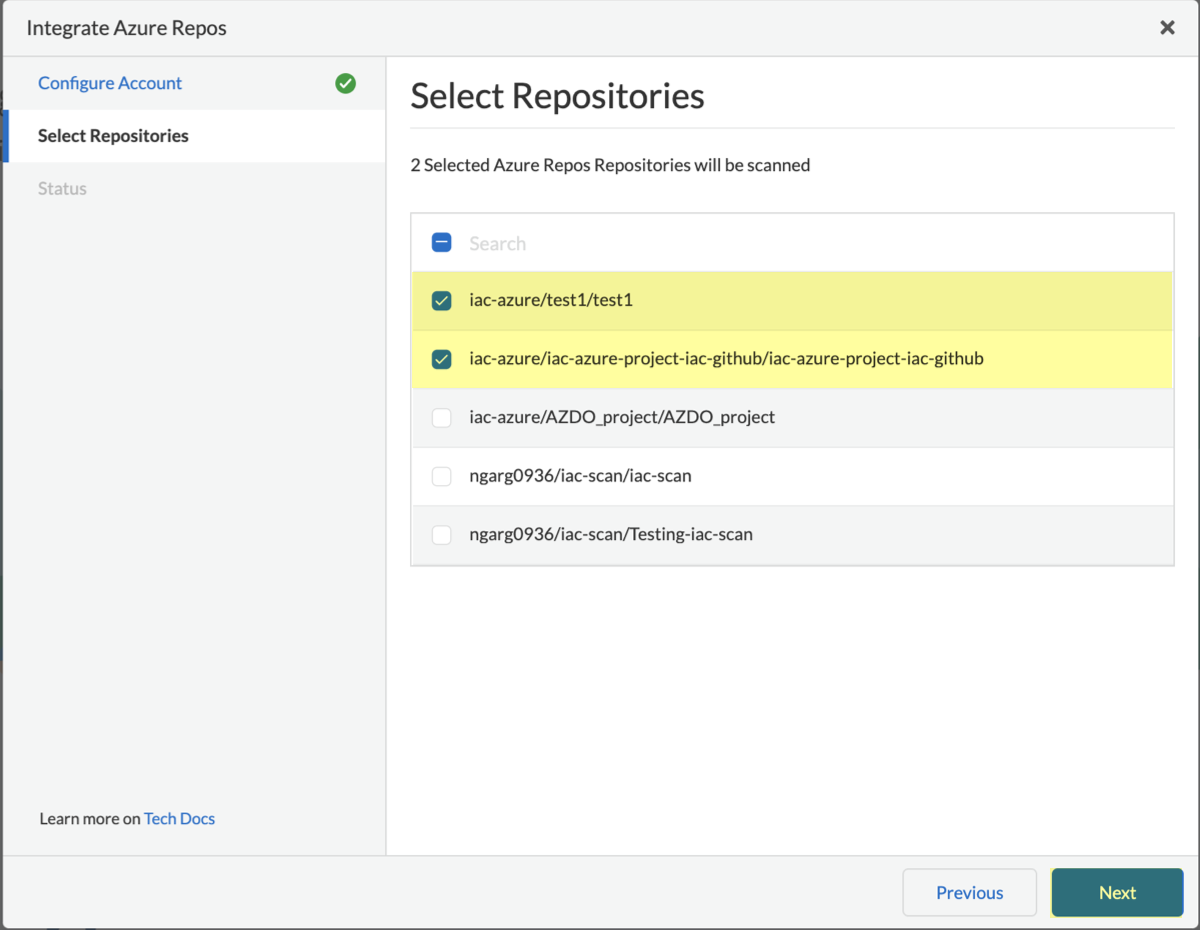 Integrate Azure Repos
Configure Account
Select Repositories
Status
Learn more on Tech Docs
Select Repositories
2 Selected Azure Repos Repositories will be scanned
Search
iac-azure/test1/test1
iac-azure/iac-azure-project-iac-github/iac-azure-project-iac-github
iac-azure/AZDO_project/AZDO_project
ngarg0936/iac-scan/iac-scan
ngarg0936/iac-scan/Testing-iac-scan
Previous
Next